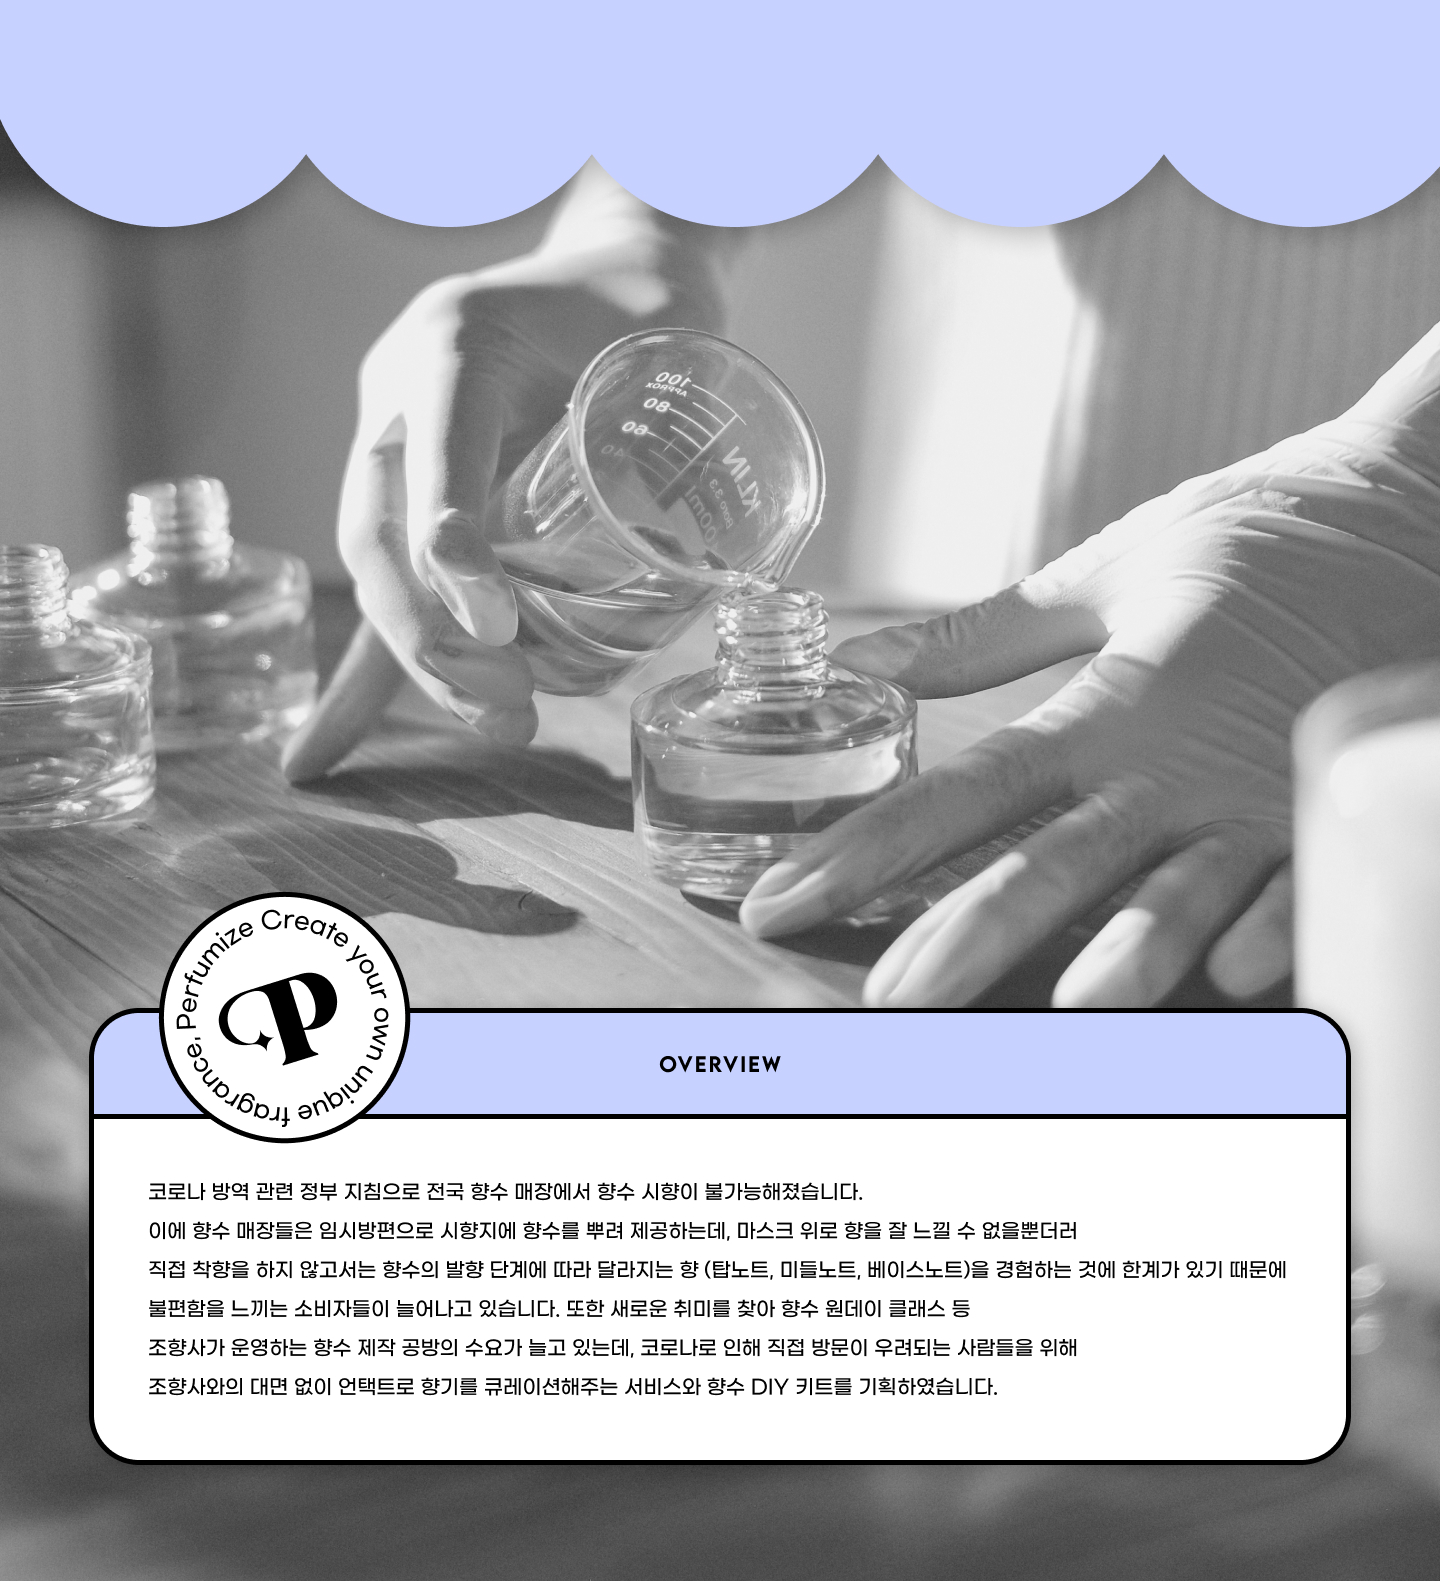 100
APPROX
80
60
40
KLIN
Boro 3.3
Perfumize Create your own unique fragrance.
P
OVERVIEW
코로나 방역 관련 정부 지침으로 전국 향수 매장에서 향수 시향이 불가능해졌습니다.
이에 향수 매장들은 임시방편으로 시향지에 향수를 뿌려 제공하는데, 마스크 위로 향을 잘 느낄 수 없을뿐더러
직접 착향을 하지 않고서는 향수의 발향 단계에 따라 달라지는 향 (탑노트, 미들노트, 베이스노트)을 경험하는 것에 한계가 있기 때문에
불편함을 느끼는 소비자들이 늘어나고 있습니다. 또한 새로운 취미를 찾아 향수 원데이 클래스 등
조향사가 운영하는 향수 제작 공방의 수요가 늘고 있는데, 코로나로 인해 직접 방문이 우려되는 사람들을 위해
조향사와의 대면 없이 언택트로 향기를 큐레이션해주는 서비스와 향수 DIY 키트를 기획하였습니다.